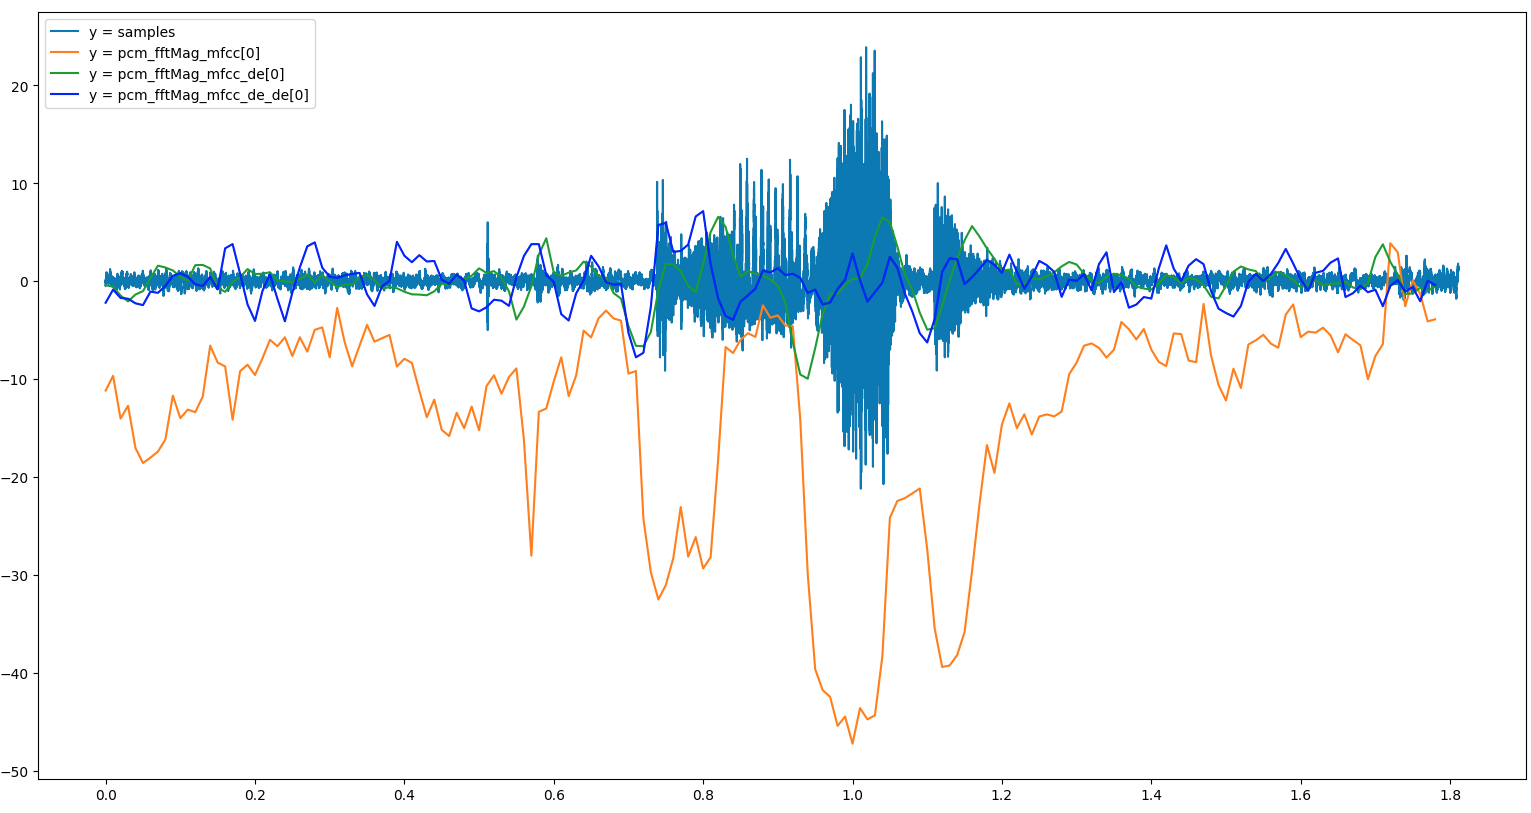 y = samples
y = pcm_fftMag_mfcc[0]
y = pcm_fftMag_mfcc_de[0]
y = pcm_fftMag_mfcc_de_de[0]
20
10
0
−10
−20
−30
−40
−50
0.0 0.2 0.4 0.6 0.8 1.0 1.2 1.4 1.6 1.8